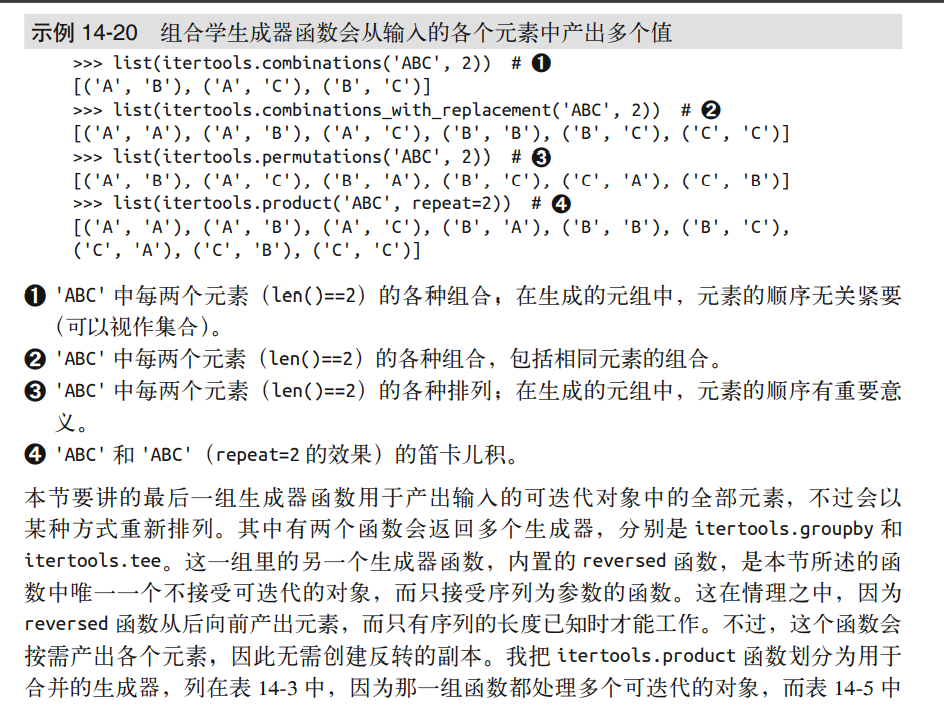 示例 14-20　组合学生成器函数会从输入的各个元素中产出多个值
>>> list(itertools.combinations('ABC', 2))  # ❶
[('A', 'B'), ('A', 'C'), ('B', 'C')]
>>> list(itertools.combinations_with_replacement('ABC', 2))  # ❷
[('A', 'A'), ('A', 'B'), ('A', 'C'), ('B', 'B'), ('B', 'C'), ('C', 'C')]
>>> list(itertools.permutations('ABC', 2))  # ❸
[('A', 'B'), ('A', 'C'), ('B', 'A'), ('B', 'C'), ('C', 'A'), ('C', 'B')]
>>> list(itertools.product('ABC', repeat=2))  # ❹
[('A', 'A'), ('A', 'B'), ('A', 'C'), ('B', 'A'), ('B', 'B'), ('B', 'C'),
('C', 'A'), ('C', 'B'), ('C', 'C')]
❶ 'ABC' 中每两个元素（len()==2）的各种组合；在生成的元组中，元素的顺序无关紧要
（可以视作集合）。
❷ 'ABC' 中每两个元素（len()==2）的各种组合，包括相同元素的组合。
❸ 'ABC' 中每两个元素（len()==2）的各种排列；在生成的元组中，元素的顺序有重要意
义。
❹ 'ABC' 和 'ABC'（repeat=2 的效果）的笛卡儿积。
本节要讲的最后一组生成器函数用于产出输入的可迭代对象中的全部元素，不过会以
某种方式重新排列。其中有两个函数会返回多个生成器，分别是 itertools.groupby 和
itertools.tee。这一组里的另一个生成器函数，内置的 reversed 函数，是本节所述的函
数中唯一一个不接受可迭代的对象，而只接受序列为参数的函数。这在情理之中，因为
reversed 函数从后向前产出元素，而只有序列的长度已知时才能工作。不过，这个函数会
按需产出各个元素，因此无需创建反转的副本。我把 itertools.product 函数划分为用于
合并的生成器，列在表 14-3 中，因为那一组函数都处理多个可迭代的对象，而表 14-5 中